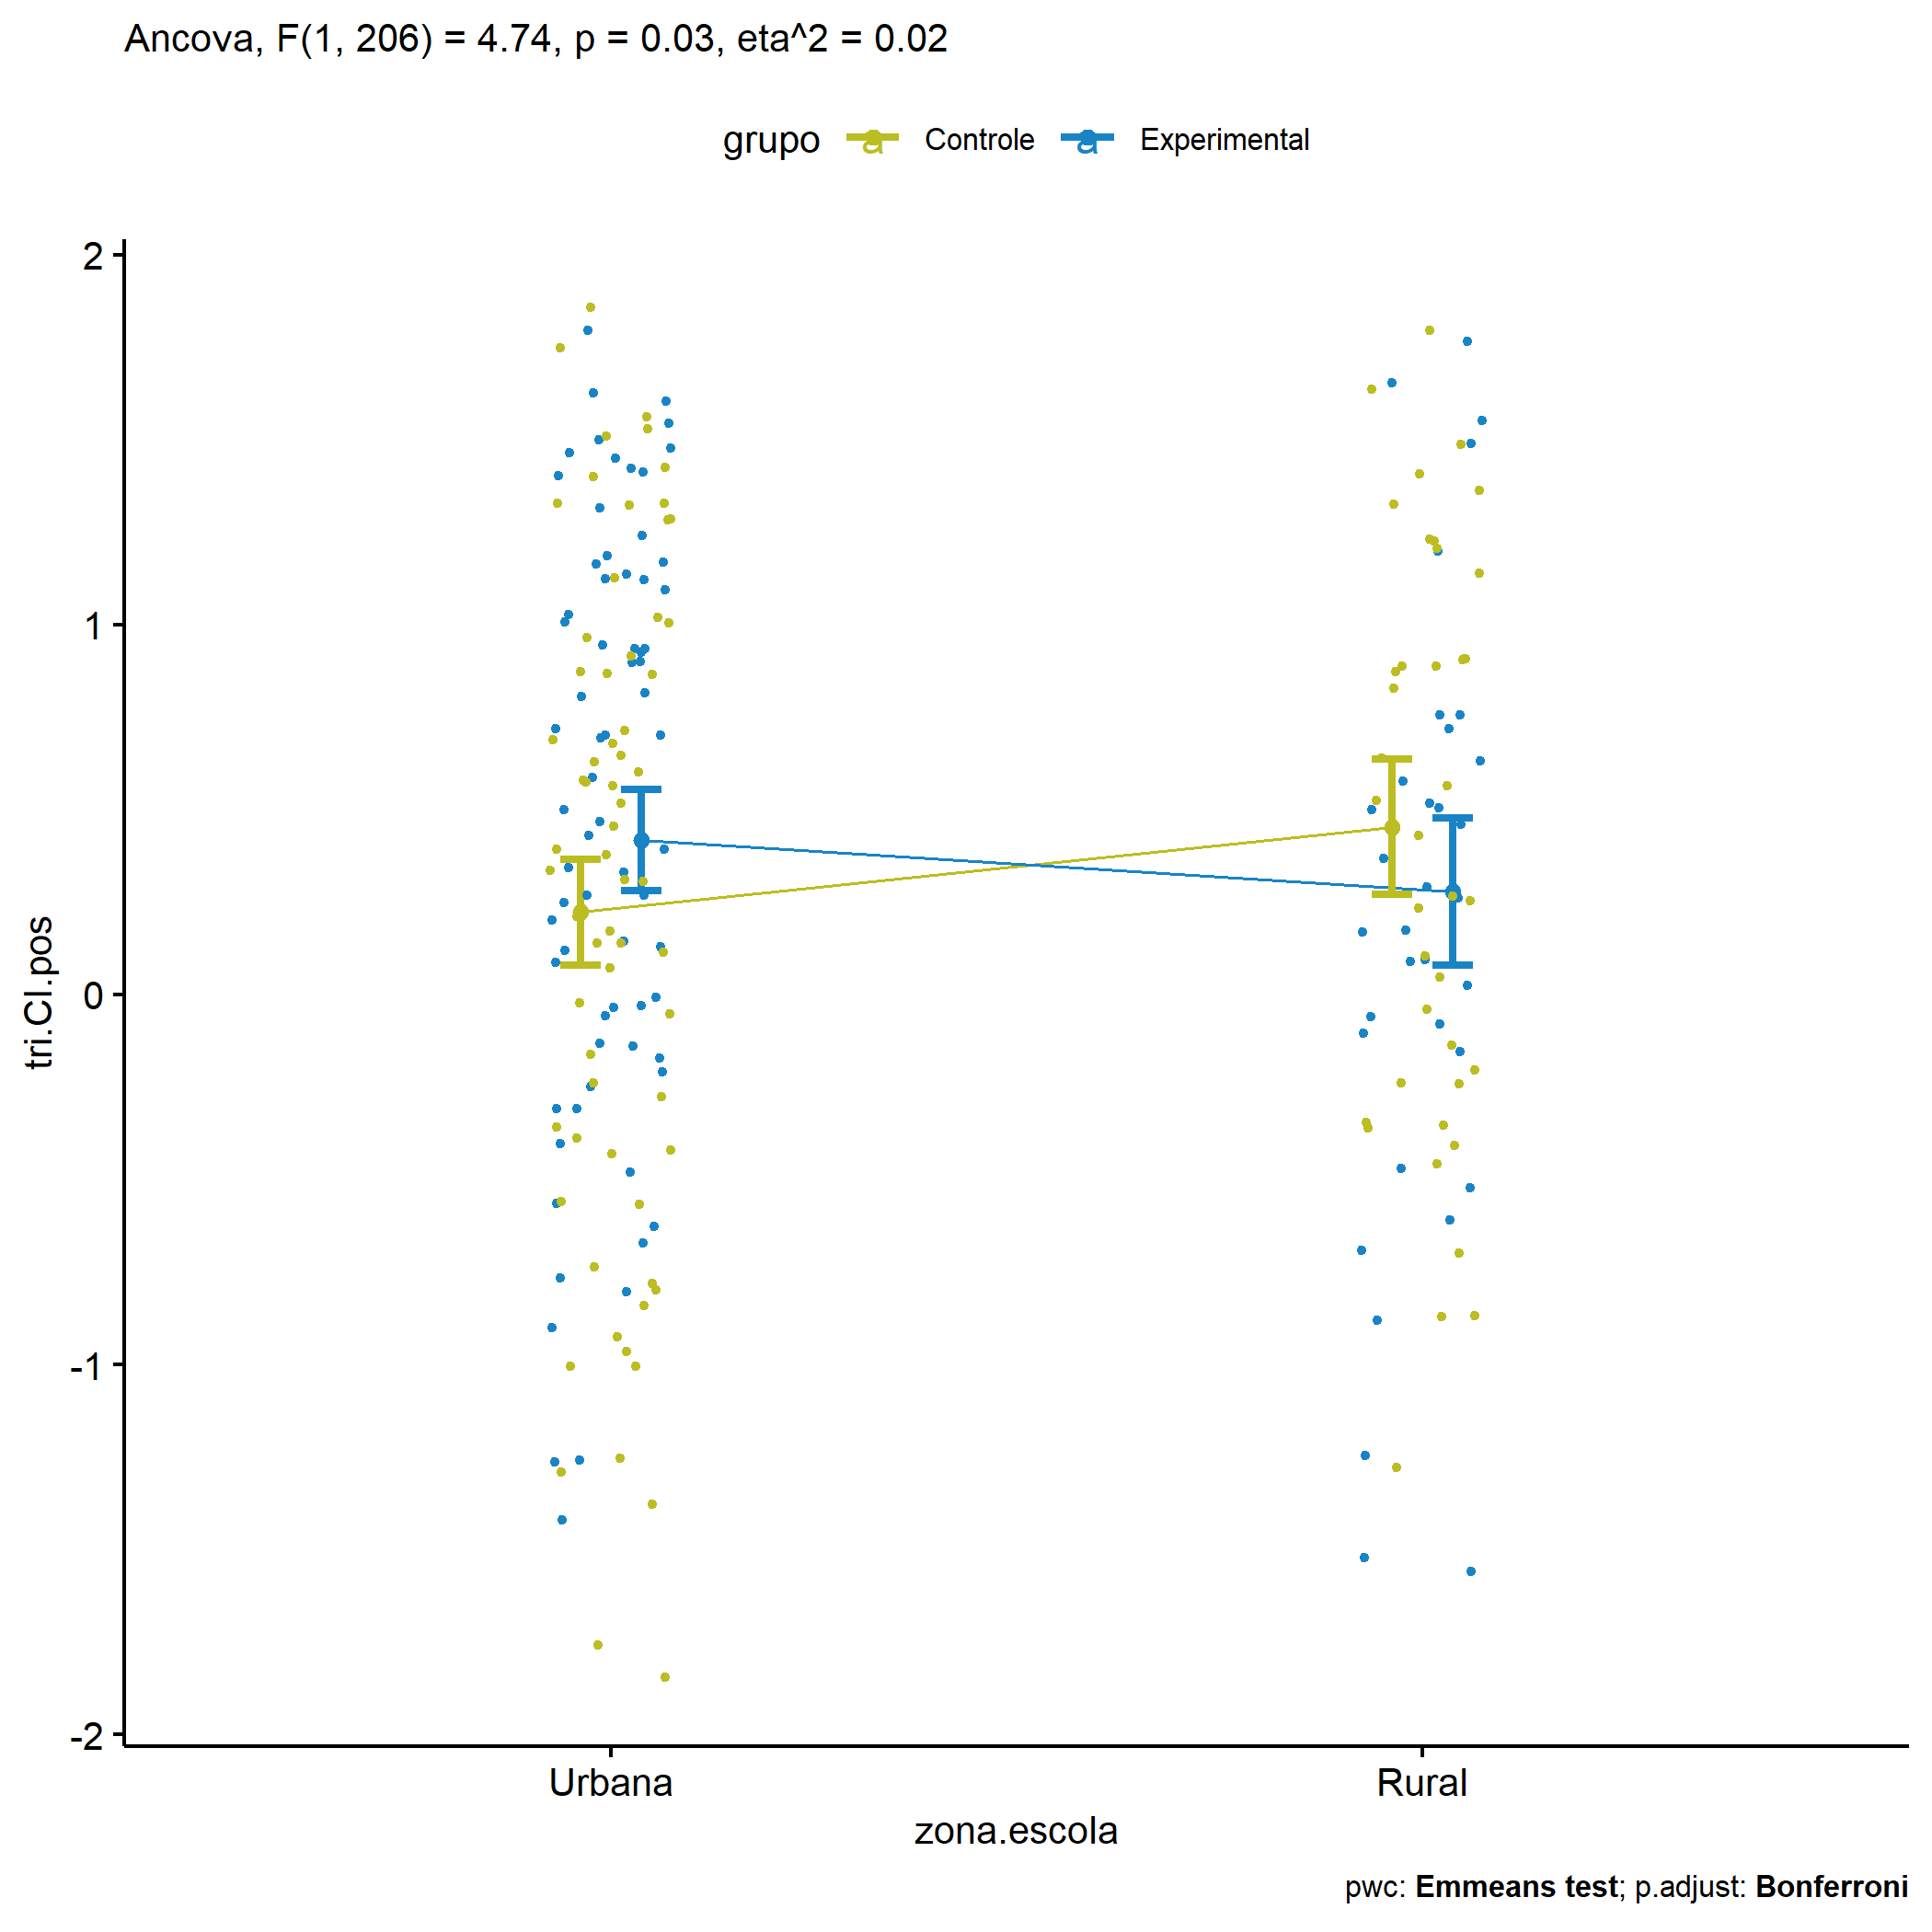 Ancova, F(1, 206) = 4.74, p = 0.03, eta^2 = 0.02
grupo a Controle a Experimental
2
1
0
-1
-2
tri.CI.pos
Urbana Rural
zona.escola
pwc: Emmeans test; p.adjust: Bonferroni